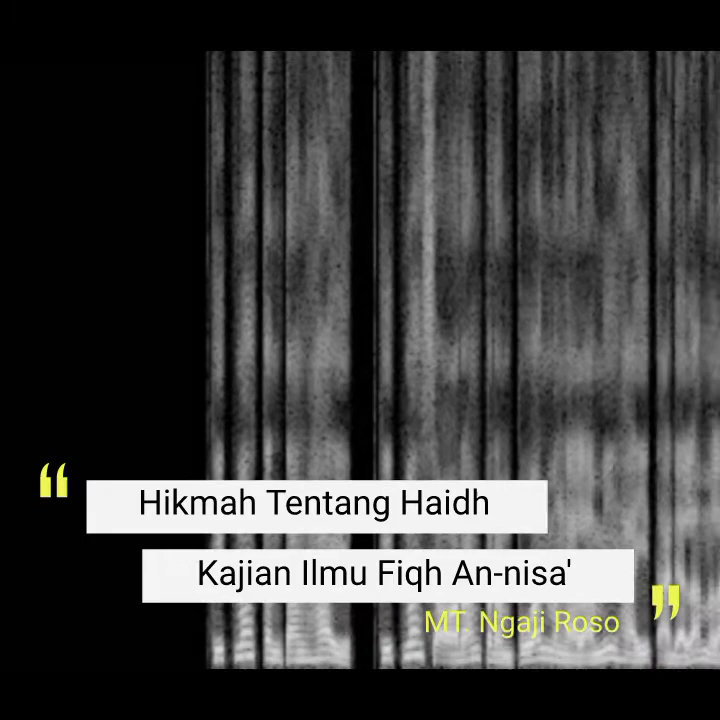 “ Hikmah Tentang Haidh
Kajian Ilmu Fiqh An-nisa' ”
MT. Ngaji Roso